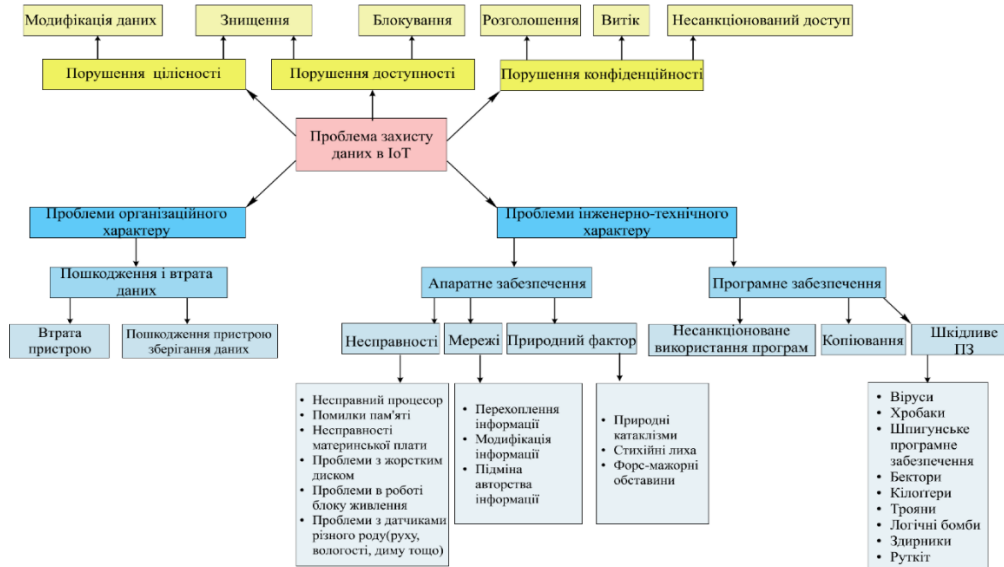 Модифікація даних
Знищення
Блокування
Розголошення
Витік
Несанкціонований доступ
Порушення цілісності
Порушення доступності
Порушення конфіденційності
Проблема захисту
даних в IoT
Проблеми організаційного
характеру
Проблеми інженерно-технічного
характеру
Пошкодження і втрата
даних
Апаратне забезпечення
Програмне забезпечення
Втрата
пристрою
Пошкодження пристрою
зберігання даних
Несправності
Мережі
Природний фактор
Несанкціоноване
використання програм
Копіювання
Шкідливе
ПЗ
• Несправний процесор
• Помилки пам'яті
• Несправності
материнської плати
• Проблеми з жорстким
диском
• Проблеми в роботі
блоку живлення
• Проблеми з датчиками
різного роду(руху,
вологості, диму тощо)
• Перехоплення
інформації
• Модифікація
інформації
• Підміна
авторства
інформації
• Природні
катаклізми
• Стихійні лиха
• Форс-мажорні
обставини
• Віруси
• Хробаки
• Шпигунське
програмне
забезпечення
• Бектори
• Кілоґтери
• Трояни
• Логічні бомби
• Здирники
• Руткіт